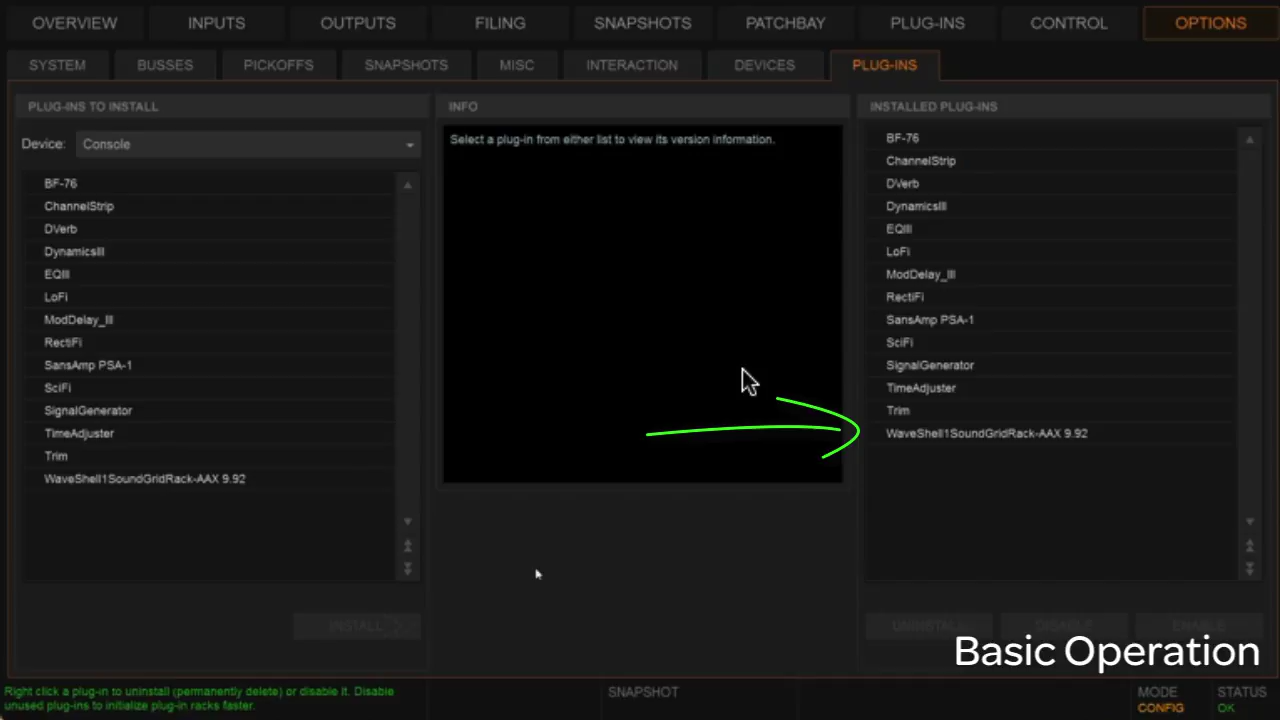 OVERVIEW INPUTS OUTPUTS FILING SNAPSHOTS PATCHBAY PLUG-INS CONTROL OPTIONS
SYSTEM BUSSES PICKOFFS SNAPSHOTS MISC INTERACTION DEVICES PLUG-INS
PLUG-INS TO INSTALL
Device: Console
BF-76
ChannelStrip
DVerb
DynamicsIII
EQIII
LoFi
ModDelay_III
RectiFi
SansAmp PSA-1
SciFi
SignalGenerator
TimeAdjuster
Trim
WaveShell1SoundGridRack-AAX 9.92
INSTALL
INFO
Select a plug-in from either list to view its version information.
INSTALLED PLUG-INS
BF-76
ChannelStrip
DVerb
DynamicsIII
EQIII
LoFi
ModDelay_III
RectiFi
SansAmp PSA-1
SciFi
SignalGenerator
TimeAdjuster
Trim
WaveShell1SoundGridRack-AAX 9.92
UNINSTALL DISABLE ENABLE
Basic Operation
Right click a plug-in to uninstall (permanently delete) or disable it. Disable
unused plug-ins to initialize plug-in racks faster.
SNAPSHOT
MODE
CONFIG
STATUS
OK